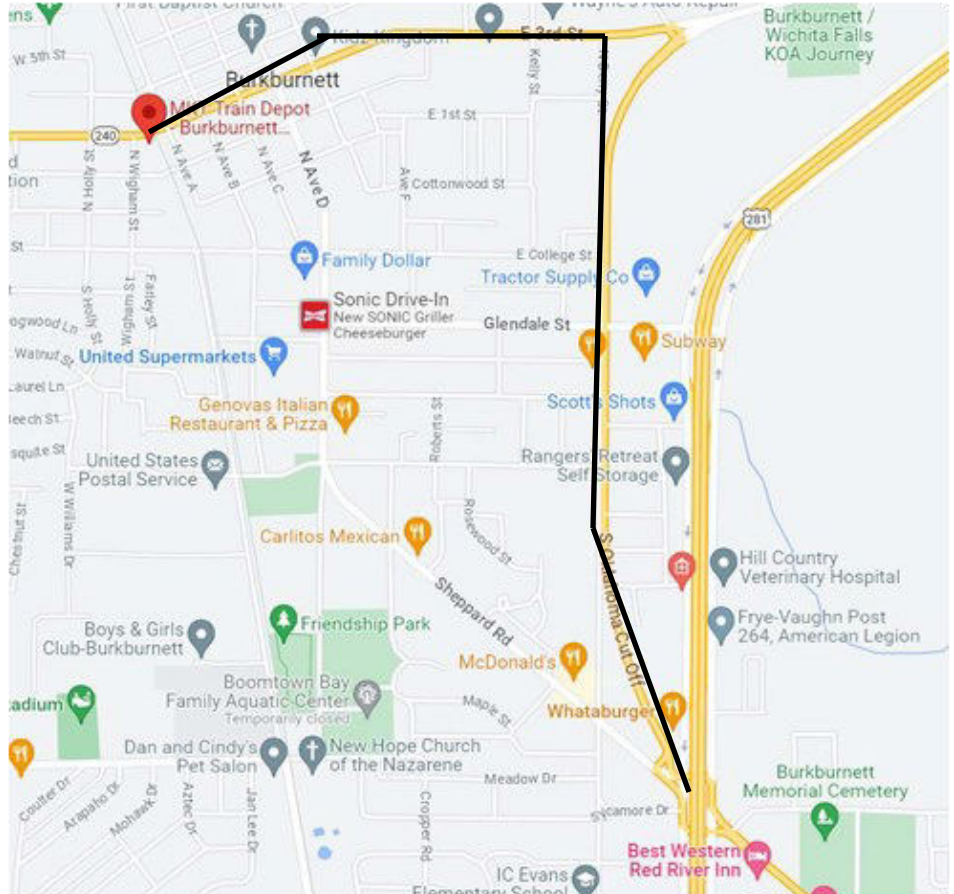 First Baptist Church
Wayne's Auto Repair
Burkburnett /
Wichita Falls
KOA Journey
Kidz Kingdom
E 3rd St
W 5th St
Kelly St
Burkburnett
MKT Train Depot
- Burkburnett...
E 1st St
240
N Holly St
N Wigham St
N Ave A
N Ave B
N Ave C
N Ave D
Ave F
Cottonwood St
281
St
E College St
Family Dollar
Tractor Supply Co
S Holly St
Wigham St
Farley St
Sonic Drive-In
New SONIC Griller
Cheeseburger
Glendale St
ogwood Ln
Walnut St
United Supermarkets
Subway
Laurel Ln
Scott's Shots
Genovas Italian
Restaurant & Pizza
Beech St
Roberts St
squite St
United States
Postal Service
Rangers Retreat
Self Storage
W Williams Dr
Chestnut St
Rosewood St
Carlitos Mexican
S Oklahoma Cut Off
Hill Country
Veterinary Hospital
Sheppard Rd
Friendship Park
Frye-Vaughn Post
264, American Legion
Boys & Girls
Club-Burkburnett
McDonald's
Boomtown Bay
Family Aquatic Center
Temporarily closed
adium
Maple St
Whataburger
Dan and Cindy's
Pet Salon
New Hope Church
of the Nazarene
Meadow Dr
Burkburnett
Memorial Cemetery
Coulter Dr
Arapaho Dr
Mohawk Dr
Aztec Dr
Jan Lee Dr
Cropper Rd
Sycamore Dr
Best Western
Red River Inn
IC Evans
Elementary School